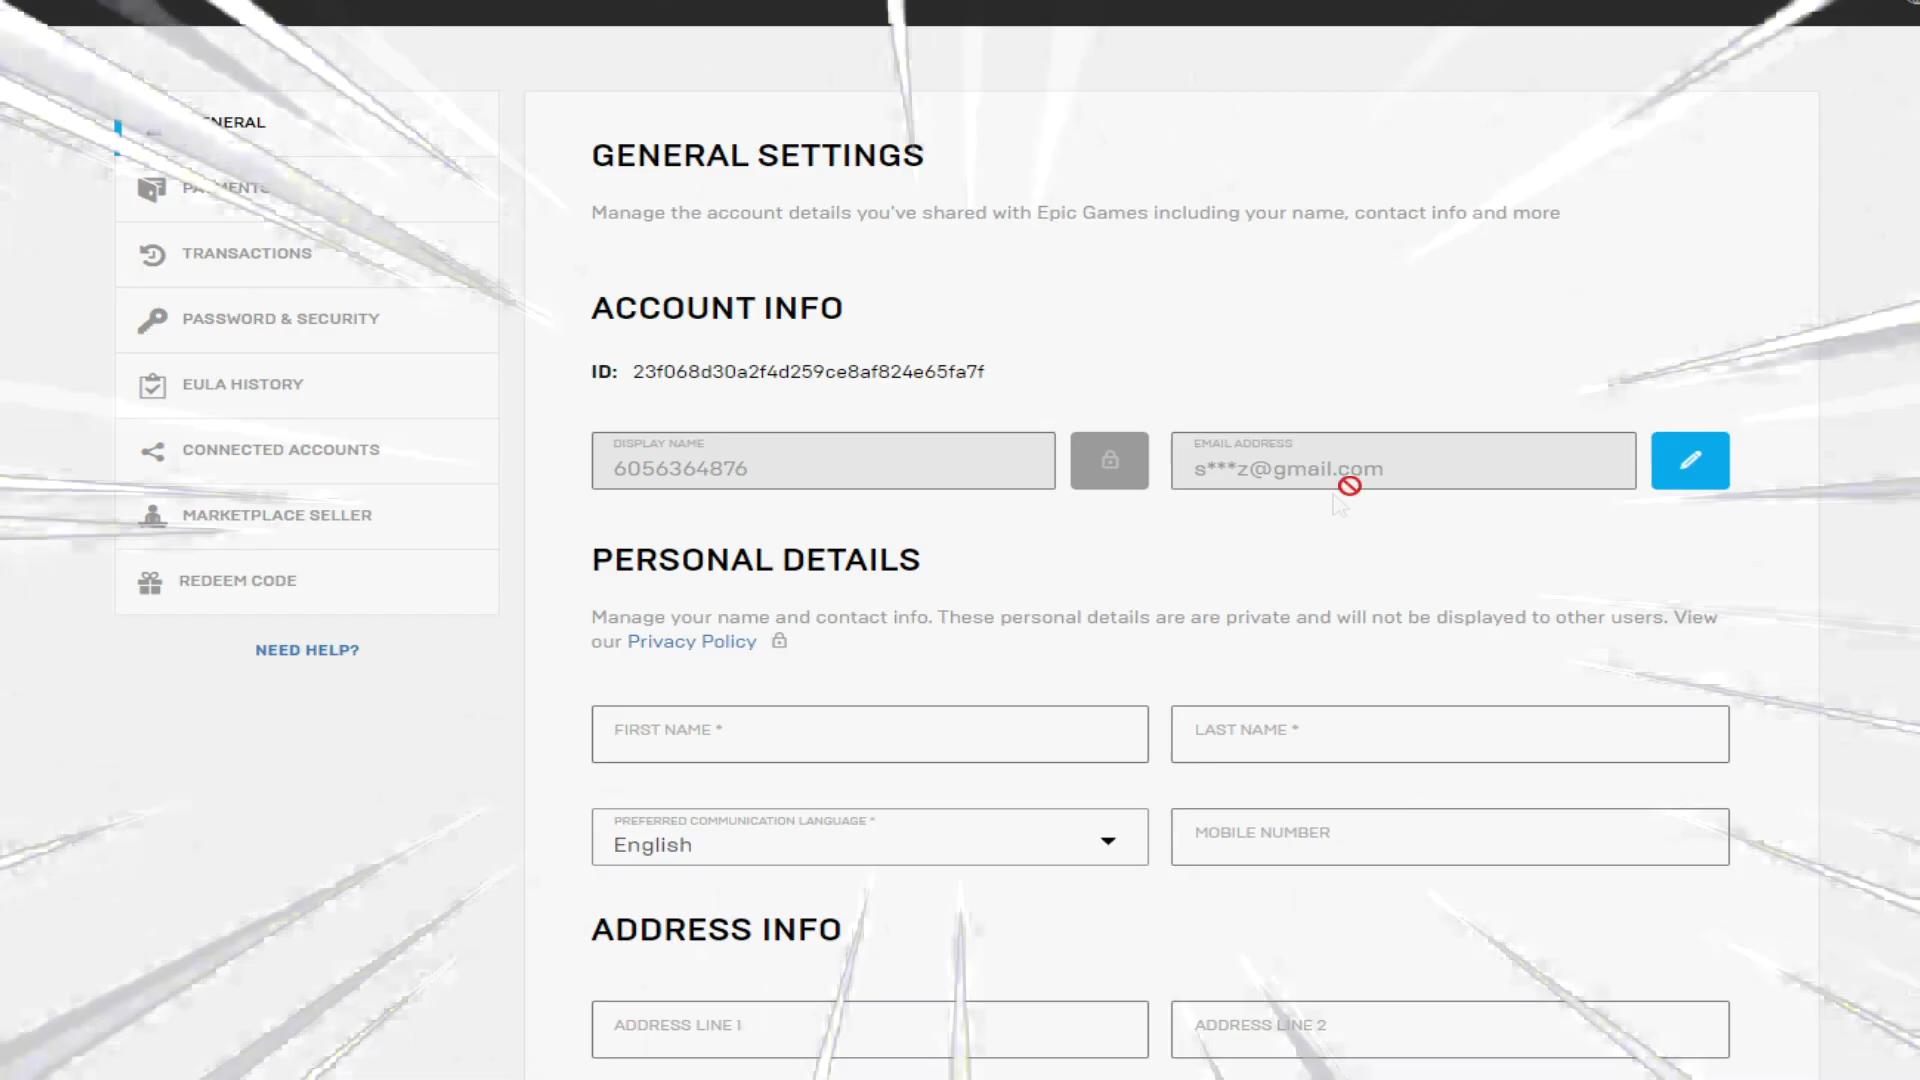 GENERAL
PAYMENTS
TRANSACTIONS
PASSWORD & SECURITY
EULA HISTORY
CONNECTED ACCOUNTS
MARKETPLACE SELLER
REDEEM CODE
NEED HELP?
GENERAL SETTINGS
Manage the account details you've shared with Epic Games including your name, contact info and more
ACCOUNT INFO
ID: 23f068d30a2f4d259ce8af824e65fa7f
DISPLAY NAME
6056364876
EMAIL ADDRESS
s***z@gmail.com
PERSONAL DETAILS
Manage your name and contact info. These personal details are are private and will not be displayed to other users. View
our Privacy Policy
FIRST NAME *
LAST NAME *
PREFERRED COMMUNICATION LANGUAGE *
English
MOBILE NUMBER
ADDRESS INFO
ADDRESS LINE 1
ADDRESS LINE 2